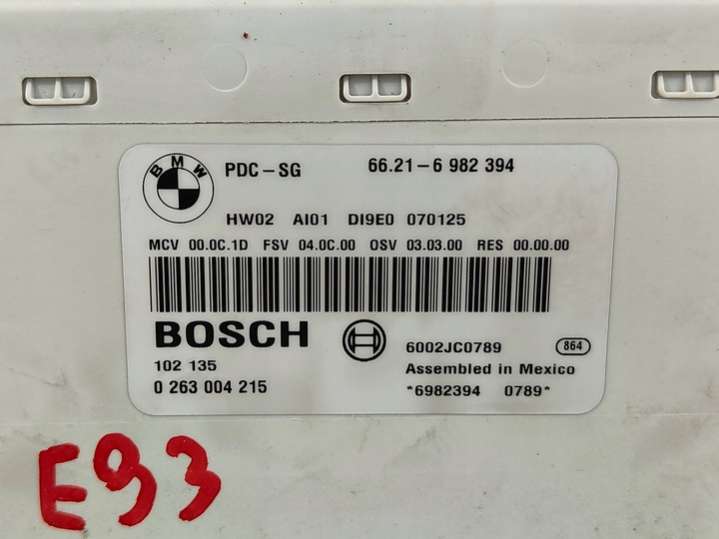 BMW
PDC-SG 66.21-6 982 394
HW02 AI01 DI9E0 070125
MCV 00.0C.1D FSV 04.0C.00 OSV 03.03.00 RES 00.00.00
BOSCH
6002JC0789 864
102 135 Assembled in Mexico
0 263 004 215 *6982394 0789*
E93